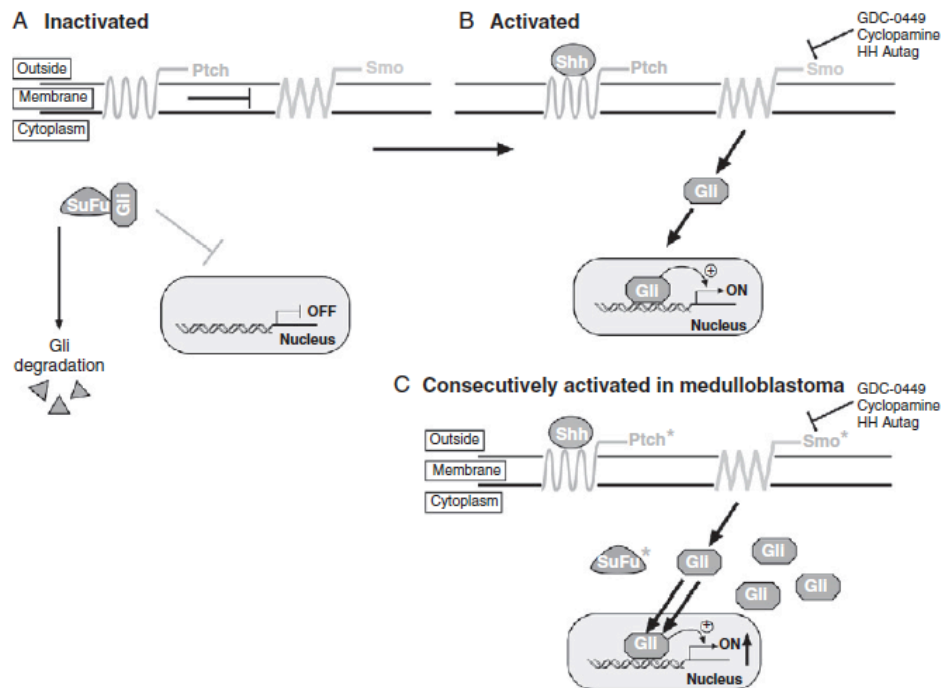 A Inactivated
Outside
Membrane
Cytoplasm
Ptch
Smo
SuFu
Gli
Gli
degradation
OFF
Nucleus
B Activated
GDC-0449
Cyclopamine
HH Autag
Shh
Ptch
Smo
GlI
GlI
+
ON
Nucleus
C Consecutively activated in medulloblastoma
GDC-0449
Cyclopamine
HH Autag
Outside
Membrane
Cytoplasm
Shh
Ptch*
Smo*
SuFu*
GlI
GlI
GlI
GlI
GlI
+
ON
Nucleus